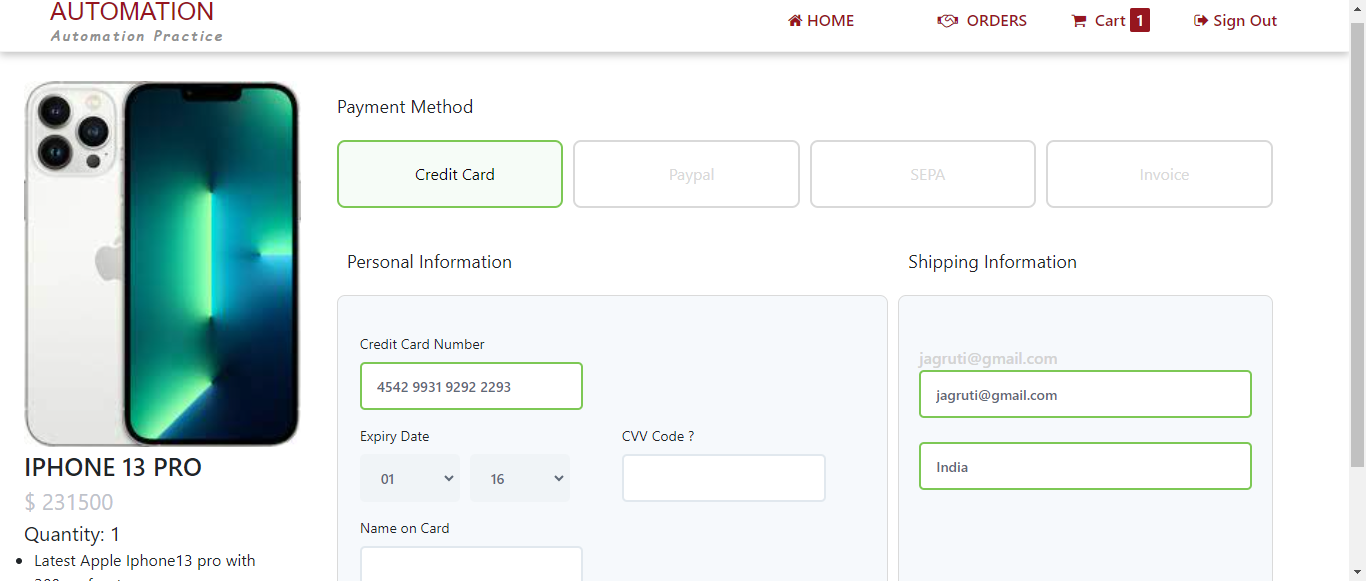 AUTOMATION
Automation Practice
HOME
ORDERS
Cart 1
Sign Out
Payment Method
Credit Card
Paypal
SEPA
Invoice
Personal Information
Shipping Information
Credit Card Number
4542 9931 9292 2293
Expiry Date
CVV Code ?
01
16
Name on Card
jagruti@gmail.com
jagruti@gmail.com
India
IPHONE 13 PRO
$ 231500
Quantity: 1
Latest Apple Iphone13 pro with